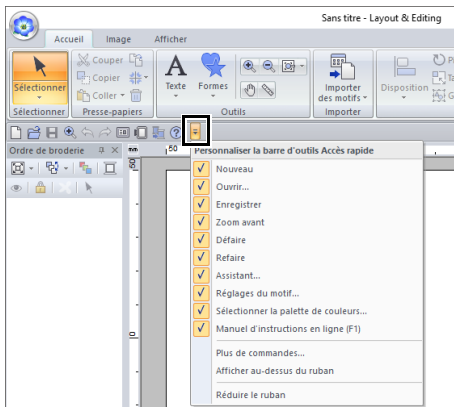 Sans titre - Layout & Editing
Accueil Image Afficher
Couper
Copier
Coller
Sélectionner
Texte Formes
Importer
des motifs
Disposition
Sélectionner Presse-papiers Outils Importer
Ordre de broderie
mm
50
50
0
Personnaliser la barre d'outils Accès rapide
Nouveau
Ouvrir...
Enregistrer
Zoom avant
Défaire
Refaire
Assistant...
Réglages du motif...
Sélectionner la palette de couleurs...
Manuel d'instructions en ligne (F1)
Plus de commandes...
Afficher au-dessus du ruban
Réduire le ruban